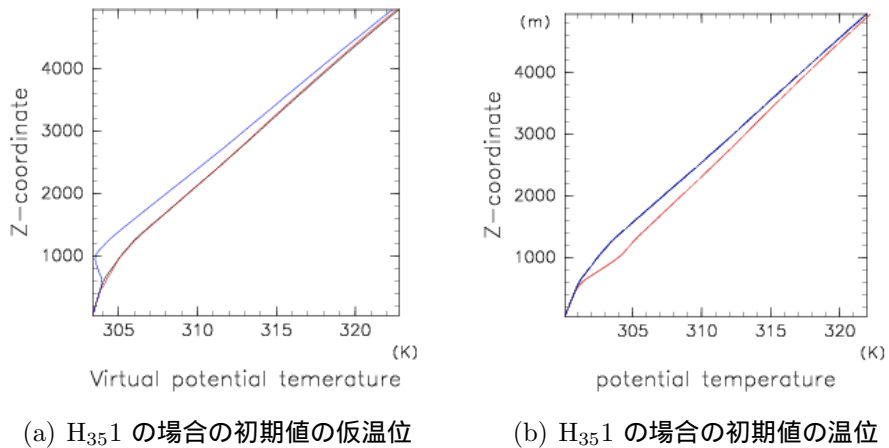 Z-coordinate
4000
3000
2000
1000
305
310
315
320
(K)
Virtual potential temerature
(a) H₃₅1 の場合の初期値の仮温位
(m)
Z-coordinate
4000
3000
2000
1000
305
310
315
320
(K)
potential temperature
(b) H₃₅1 の場合の初期値の温位